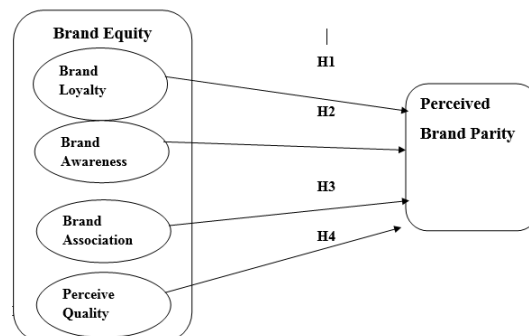 Brand Equity
Brand
Loyalty
Brand
Awareness
Brand
Association
Perceive
Quality
H1
H2
H3
H4
Perceived
Brand Parity